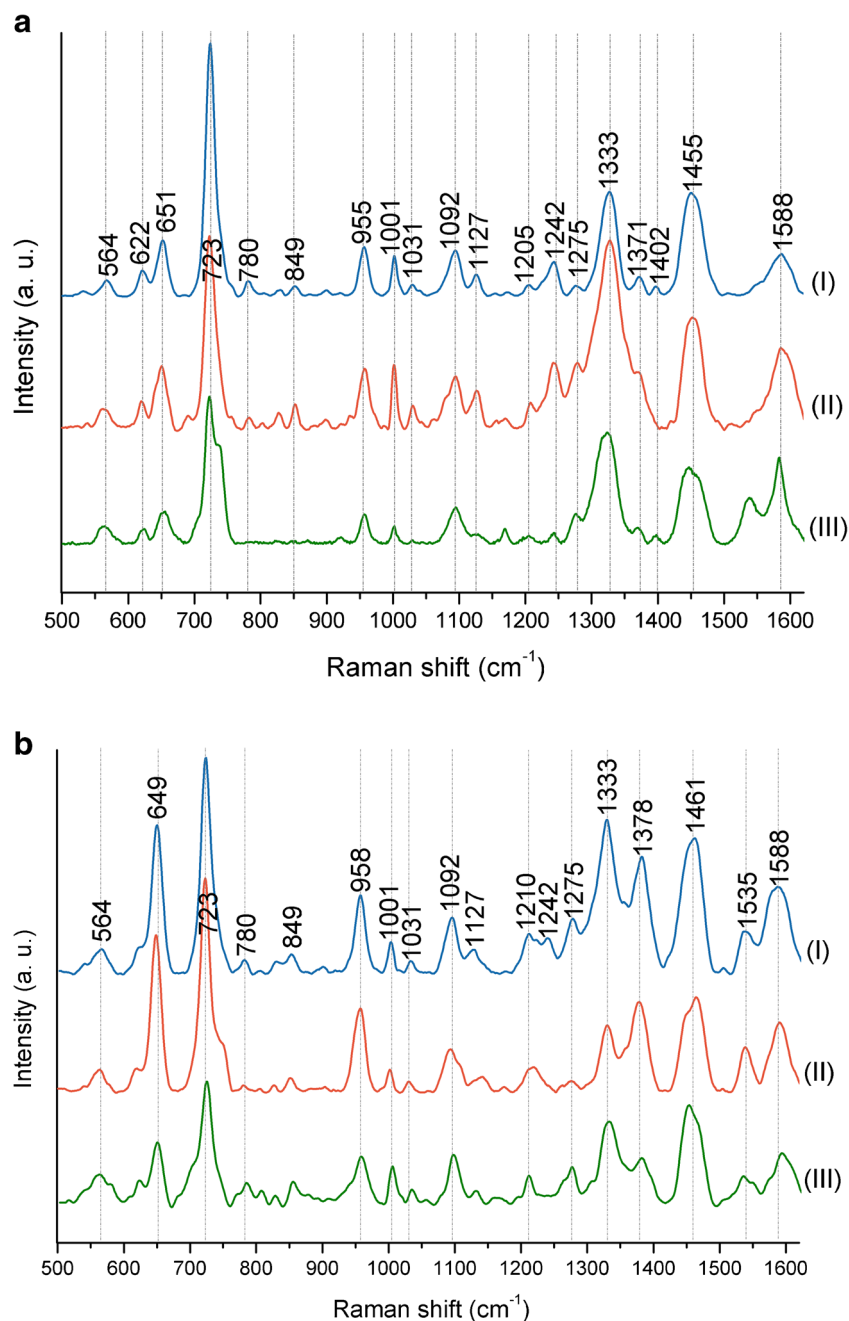 a
Intensity (a. u.)
564 622 651 723 780 849 955 1001 1031 1092 1127 1205 1242 1275 1333 1371 1402 1455 1588
(I)
(II)
(III)
500 600 700 800 900 1000 1100 1200 1300 1400 1500 1600
Raman shift (cm⁻¹)
b
Intensity (a. u.)
564 649 723 780 849 958 1001 1031 1092 1127 1210 1242 1275 1333 1378 1461 1535 1588
(I)
(II)
(III)
500 600 700 800 900 1000 1100 1200 1300 1400 1500 1600
Raman shift (cm⁻¹)